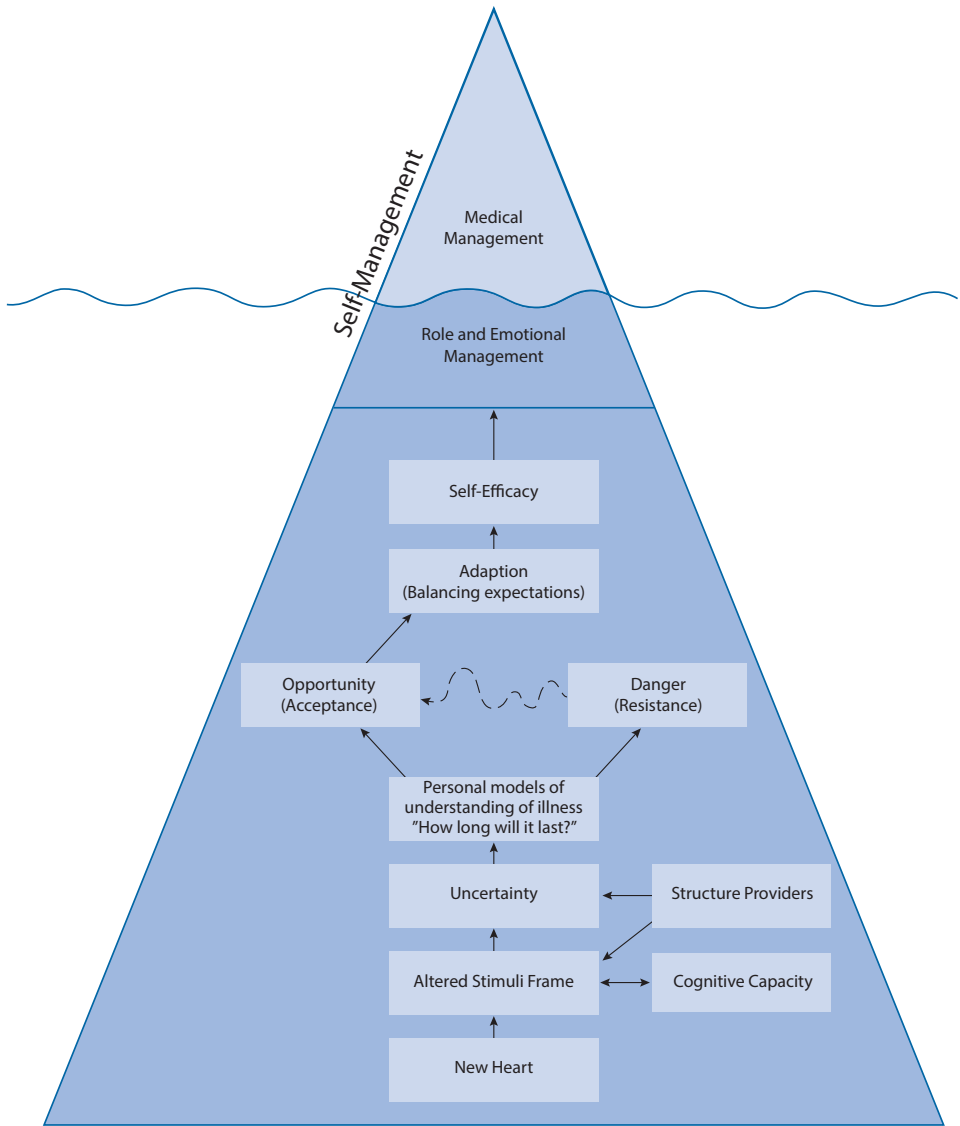 Self-Management
Medical
Management
Role and Emotional
Management
Self-Efficacy
Adaption
(Balancing expectations)
Opportunity
(Acceptance)
Danger
(Resistance)
Personal models of
understanding of illness
”How long will it last?”
Uncertainty
Structure Providers
Altered Stimuli Frame
Cognitive Capacity
New Heart